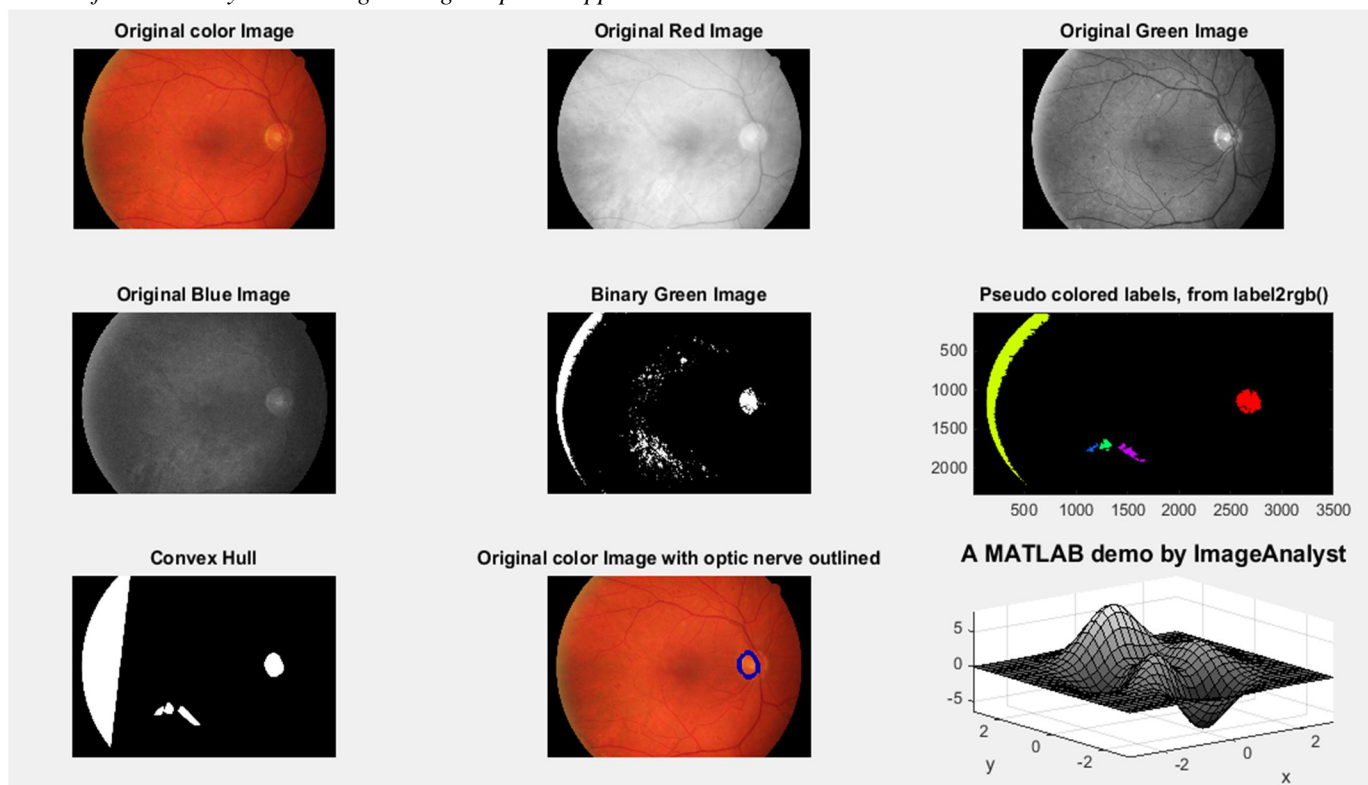 Original color Image
Original Red Image
Original Green Image
Original Blue Image
Binary Green Image
Pseudo colored labels, from label2rgb()
500
1000
1500
2000
500 1000 1500 2000 2500 3000 3500
Convex Hull
Original color Image with optic nerve outlined
A MATLAB demo by ImageAnalyst
5
0
-5
2
0
-2
y
-2
0
2
x